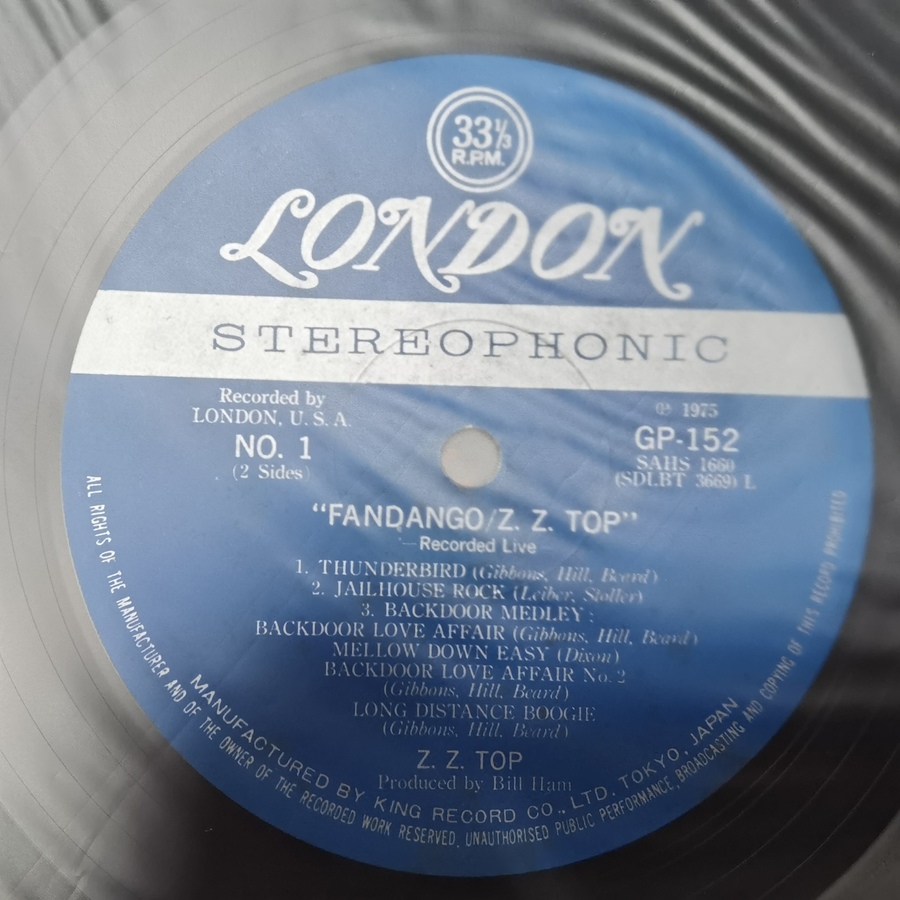 33⅓
R.P.M.
LONDON
STEREOPHONIC
Recorded by
LONDON, U. S. A.
NO. 1
(2 Sides)
℗ 1975
GP-152
SAHS 1660
(SDLBT 3669) L
"FANDANGO/Z. Z. TOP"
—Recorded Live—
1. THUNDERBIRD (Gibbons, Hill, Beard)
2. JAILHOUSE ROCK (Leiber, Stoller)
3. BACKDOOR MEDLEY:
BACKDOOR LOVE AFFAIR (Gibbons, Hill, Beard)
MELLOW DOWN EASY (Dixon)
BACKDOOR LOVE AFFAIR No. 2
(Gibbons, Hill, Beard)
LONG DISTANCE BOOGIE
(Gibbons, Hill, Beard)
Z. Z. TOP
Produced by Bill Ham
MANUFACTURED BY KING RECORD CO., LTD. TOKYO, JAPAN
ALL RIGHTS OF THE MANUFACTURER AND OF THE OWNER OF THE RECORDED WORK RESERVED. UNAUTHORISED PUBLIC PERFORMANCE, BROADCASTING AND COPYING OF THIS RECORD PROHIBITED